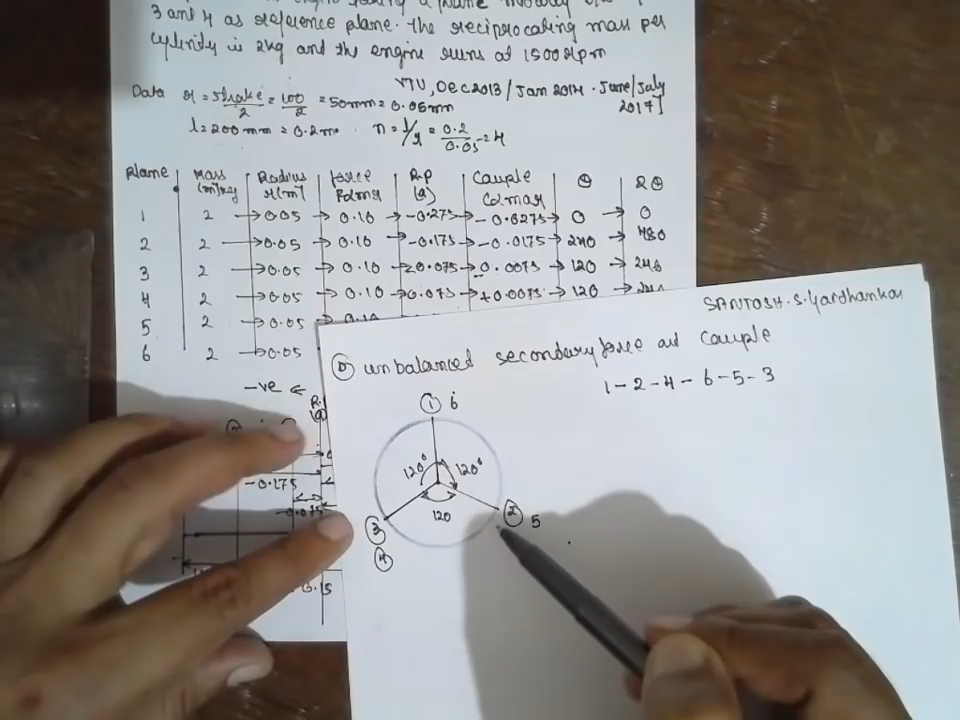 3 and 4 as reference plane. the reciprocating mass per
cylinder is 2kg and the engine runs at 1500 rpm
VTU, Dec 2013 / Jan 2014 . June/July 2017]
Data r = stroke/2 = 100/2 = 50mm = 0.05m
l = 200mm = 0.2m . n = l/r = 0.2/0.05 = 4
Plane Mass (m) kg Radius r(m) force F α mr R.P (a) Couple C α mar θ 2θ
1 2 0.05 0.10 -0.275 -0.0275 0 0
2 2 0.05 0.10 -0.175 -0.0175 240 480
3 2 0.05 0.10 0.075 0.0075 120 240
4 2 0.05 0.10 0.075 +0.0075 120
5 2 0.05
6 2 0.05
-ve ←
-0.175
-0.075
SANTOSH.S.Yardhankar
D unbalanced secondary force and couple
1 - 2 - 4 - 6 - 5 - 3
1 6
120° 120°
120
3
4
2 5